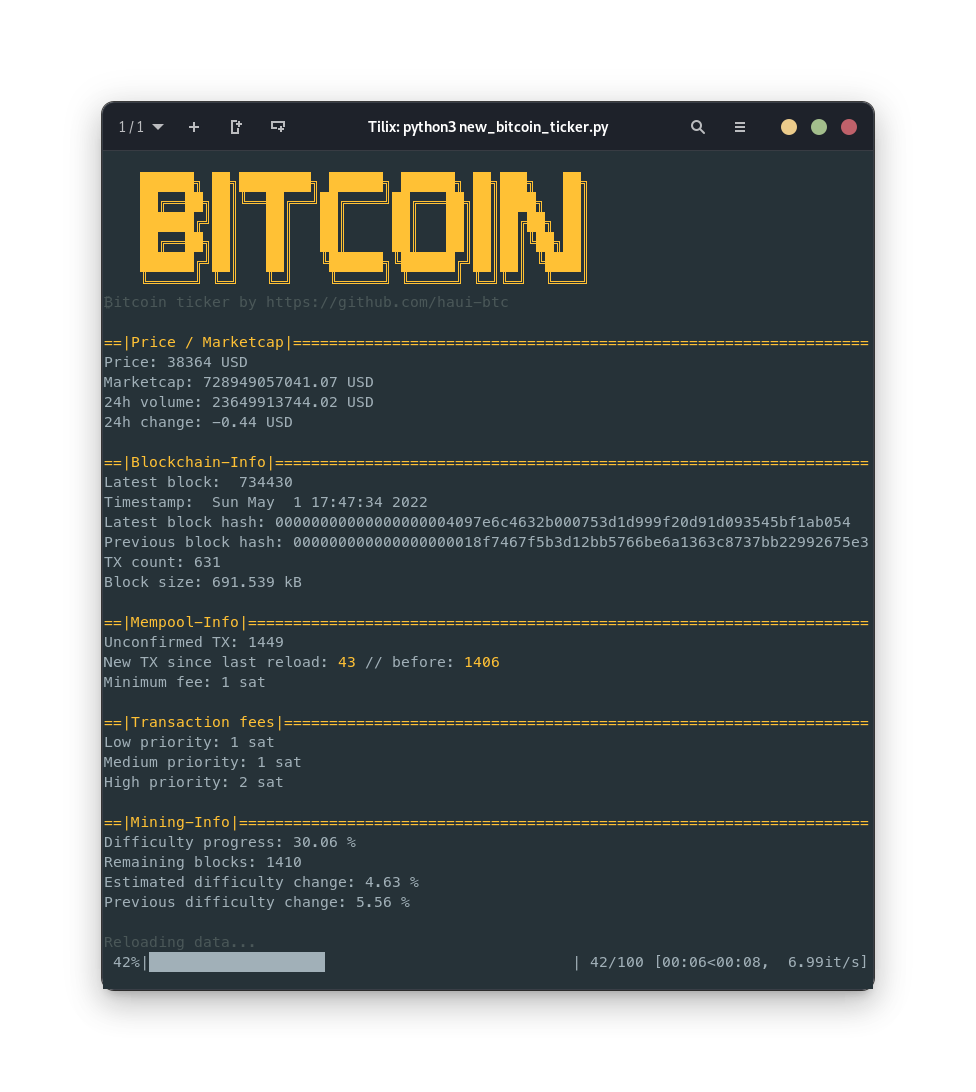 1 / 1 Tilix: python3 new_bitcoin_ticker.py
BITCOIN
Bitcoin ticker by https://github.com/haui-btc
==|Price / Marketcap|================================================================
Price: 38364 USD
Marketcap: 728949057041.07 USD
24h volume: 23649913744.02 USD
24h change: -0.44 USD
==|Blockchain-Info|==================================================================
Latest block:  734430
Timestamp:  Sun May  1 17:47:34 2022
Latest block hash: 00000000000000000004097e6c4632b000753d1d999f20d91d093545bf1ab054
Previous block hash: 000000000000000000018f7467f5b3d12bb5766be6a1363c8737bb22992675e3
TX count: 631
Block size: 691.539 kB
==|Mempool-Info|=====================================================================
Unconfirmed TX: 1449
New TX since last reload: 43 // before: 1406
Minimum fee: 1 sat
==|Transaction fees|=================================================================
Low priority: 1 sat
Medium priority: 1 sat
High priority: 2 sat
==|Mining-Info|======================================================================
Difficulty progress: 30.06 %
Remaining blocks: 1410
Estimated difficulty change: 4.63 %
Previous difficulty change: 5.56 %
Reloading data...
42%| | 42/100 [00:06<00:08,  6.99it/s]